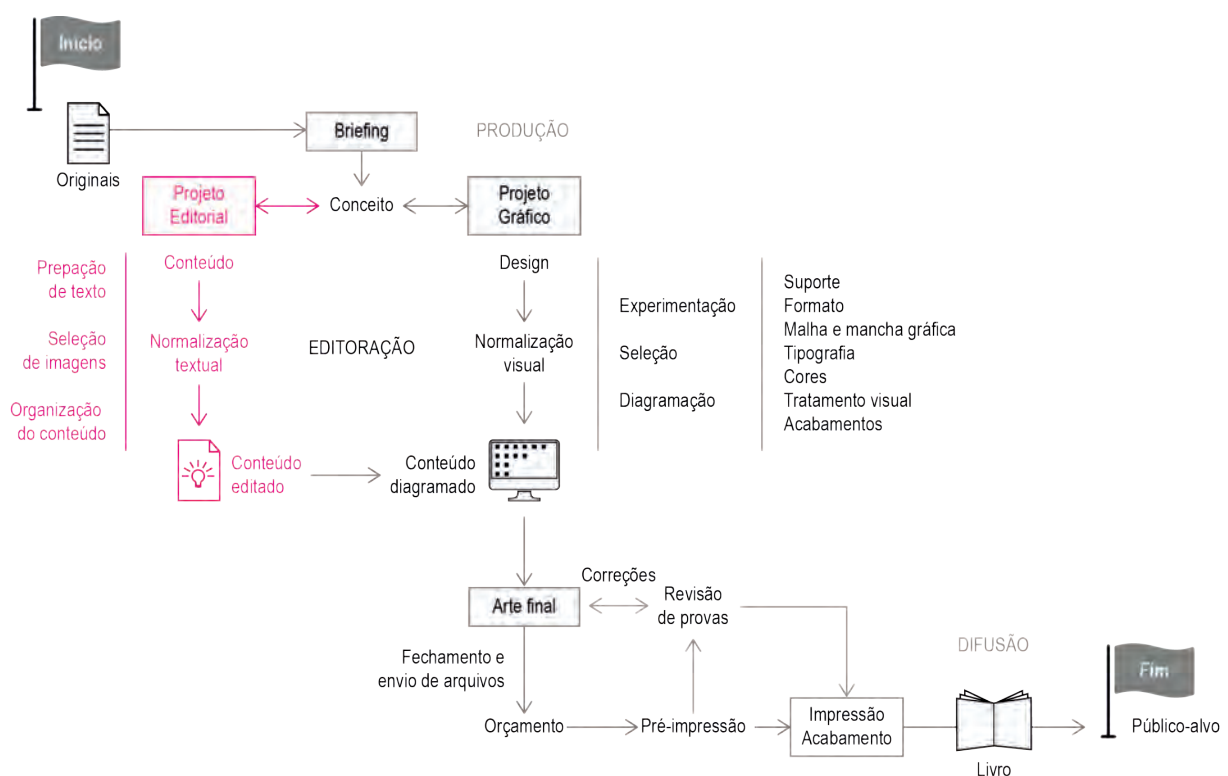 Início
Originais
Briefing
PRODUÇÃO
Projeto
Editorial
Conceito
Projeto
Gráfico
Prepação
de texto
Seleção
de imagens
Organização
do conteúdo
Conteúdo
Normalização
textual
Conteúdo
editado
EDITORAÇÃO
Design
Normalização
visual
Conteúdo
diagramado
Experimentação
Seleção
Diagramação
Suporte
Formato
Malha e mancha gráfica
Tipografia
Cores
Tratamento visual
Acabamentos
Arte final
Correções
Revisão
de provas
Fechamento e
envio de arquivos
Orçamento
Pré-impressão
Impressão
Acabamento
DIFUSÃO
Livro
Fim
Público-alvo